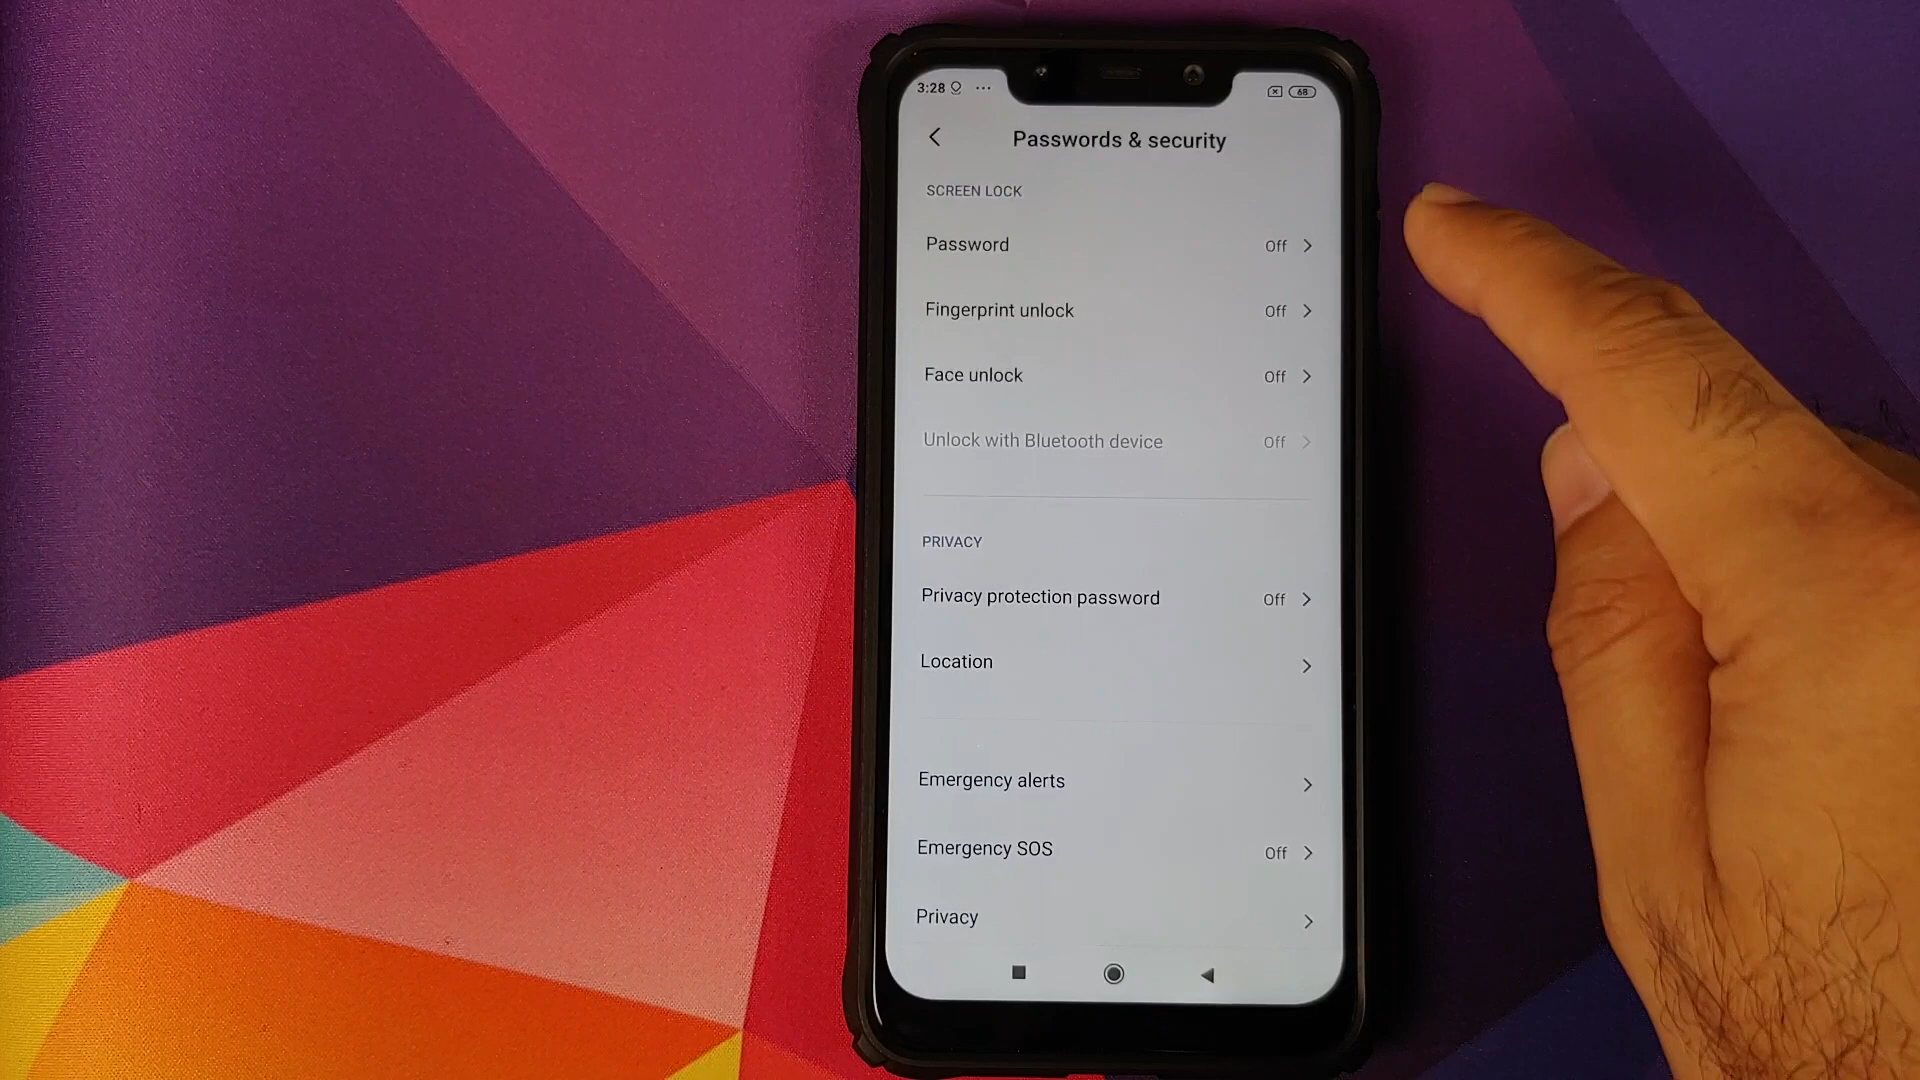 3:28 ... 68
Passwords & security
SCREEN LOCK
Password Off
Fingerprint unlock Off
Face unlock Off
Unlock with Bluetooth device Off
PRIVACY
Privacy protection password Off
Location
Emergency alerts
Emergency SOS Off
Privacy